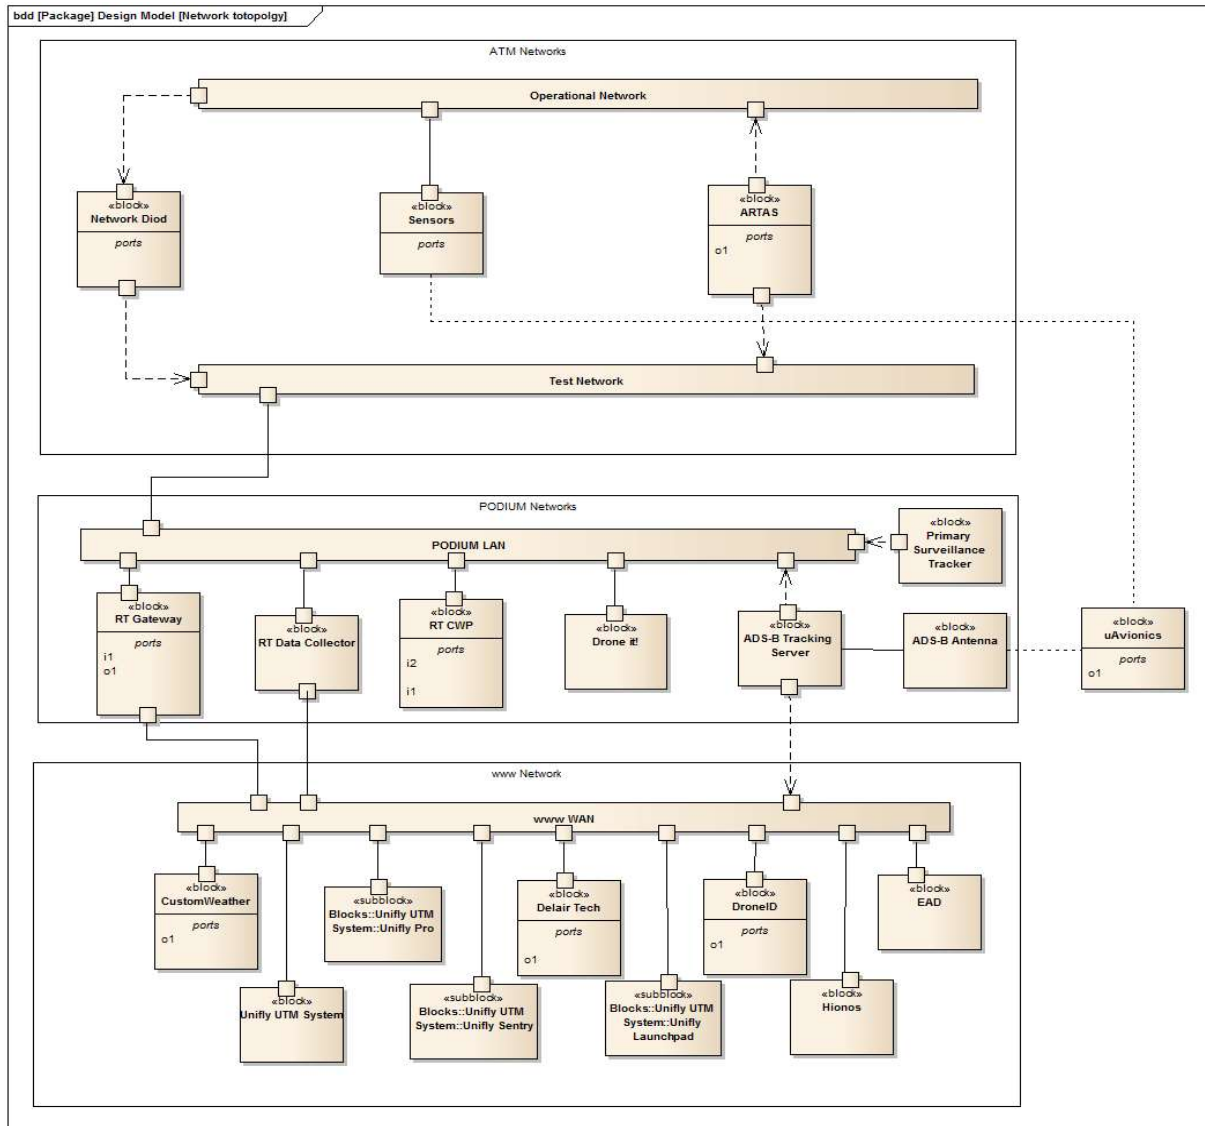 bdd [Package] Design Model [Network totopolgy]
ATM Networks
Operational Network
«block»
Network Diod
ports
«block»
Sensors
ports
«block»
ARTAS
ports
o1
Test Network
PODIUM Networks
PODIUM LAN
«block»
Primary
Surveillance
Tracker
«block»
RT Gateway
ports
i1
o1
«block»
RT Data Collector
«block»
RT CWP
ports
i2
i1
«block»
Drone it!
«block»
ADS-B Tracking
Server
«block»
ADS-B Antenna
«block»
uAvionics
ports
o1
www Network
www WAN
«block»
CustomWeather
ports
o1
«subblock»
Blocks::Unifly UTM
System::Unifly Pro
«block»
Delair Tech
ports
o1
«block»
DroneID
ports
o1
«block»
EAD
«block»
Unifly UTM System
«subblock»
Blocks::Unifly UTM
System::Unifly Sentry
«subblock»
Blocks::Unifly UTM
System::Unifly
Launchpad
«block»
Hionos